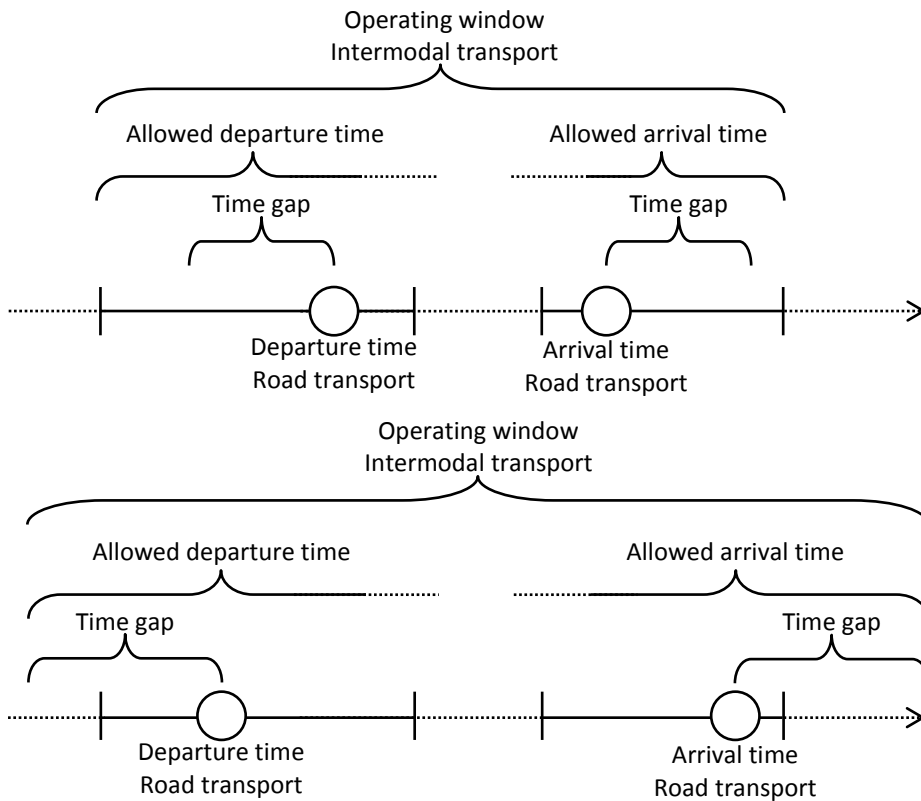 Operating window
Intermodal transport
Allowed departure time
Allowed arrival time
Time gap
Time gap
Departure time
Road transport
Arrival time
Road transport
Operating window
Intermodal transport
Allowed departure time
Allowed arrival time
Time gap
Time gap
Departure time
Road transport
Arrival time
Road transport